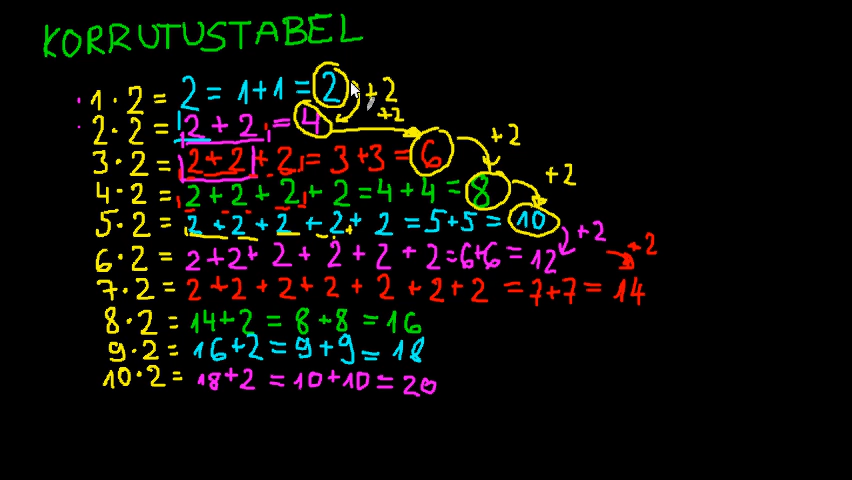 KORRUTUSTABEL
1·2 = 2 = 1+1 = 2 +2
2·2 = 2 + 2 = 4 +2
3·2 = 2 + 2 + 2 = 3+3 = 6 +2
4·2 = 2 + 2 + 2 + 2 = 4 + 4 = 8 +2
5·2 = 2 + 2 + 2 + 2 + 2 = 5+5 = 10 +2
6·2 = 2 + 2 + 2 + 2 + 2 + 2 = 6+6 = 12 +2
7·2 = 2 + 2 + 2 + 2 + 2 + 2 + 2 = 7+7 = 14
8·2 = 14+2 = 8+8 = 16
9·2 = 16+2 = 9+9 = 18
10·2 = 18+2 = 10+10 = 20